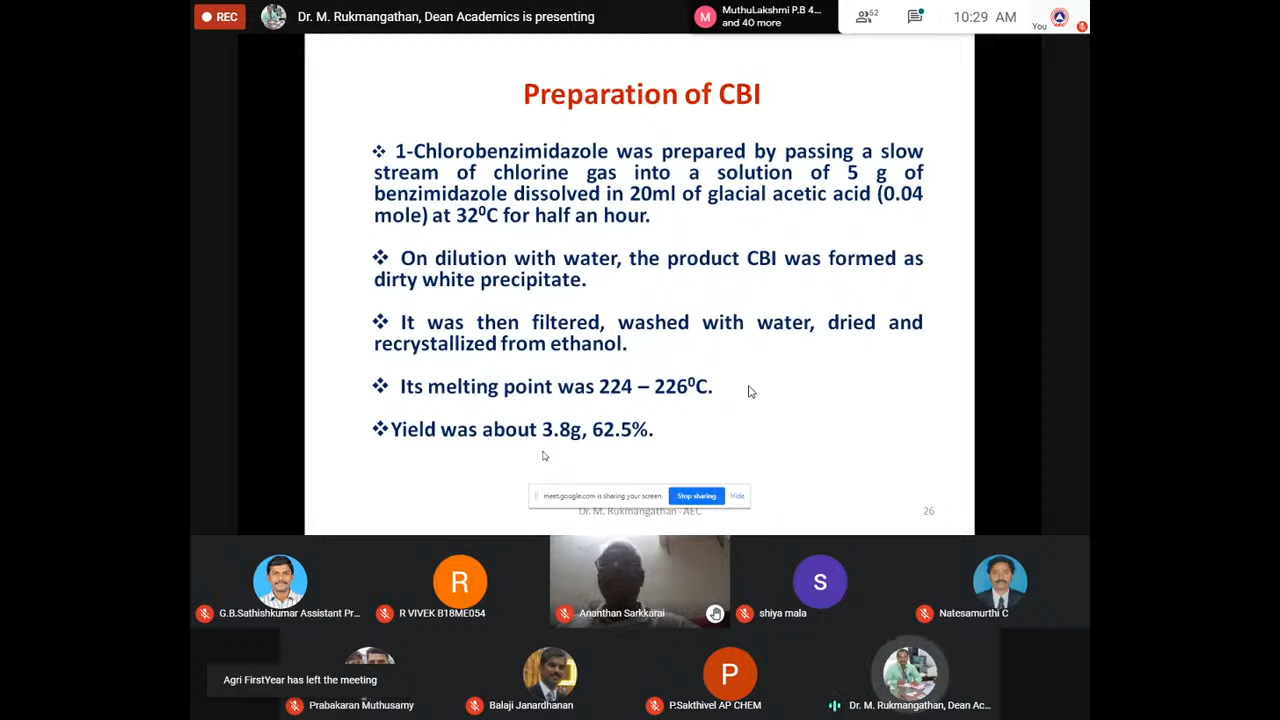 REC
Dr. M. Rukmangathan, Dean Academics is presenting
M
MuthuLakshmi P.B 4...
and 40 more
62
10:29 AM
You
Preparation of CBI
❖ 1-Chlorobenzimidazole was prepared by passing a slow
stream of chlorine gas into a solution of 5 g of
benzimidazole dissolved in 20ml of glacial acetic acid (0.04
mole) at 32⁰C for half an hour.
❖ On dilution with water, the product CBI was formed as
dirty white precipitate.
❖ It was then filtered, washed with water, dried and
recrystallized from ethanol.
❖ Its melting point was 224 – 226⁰C.
❖Yield was about 3.8g, 62.5%.
meet.google.com is sharing your screen.
Stop sharing
Hide
Dr. M. Rukmangathan - AEC
26
R
s
G.B.Sathishkumar Assistant Pr...
R VIVEK B18ME054
Ananthan Sarkkarai
shiya mala
Natesamurthi C
P
Agri FirstYear has left the meeting
Prabakaran Muthusamy
Balaji Janardhanan
P.Sakthivel AP CHEM
Dr. M. Rukmangathan, Dean Ac...